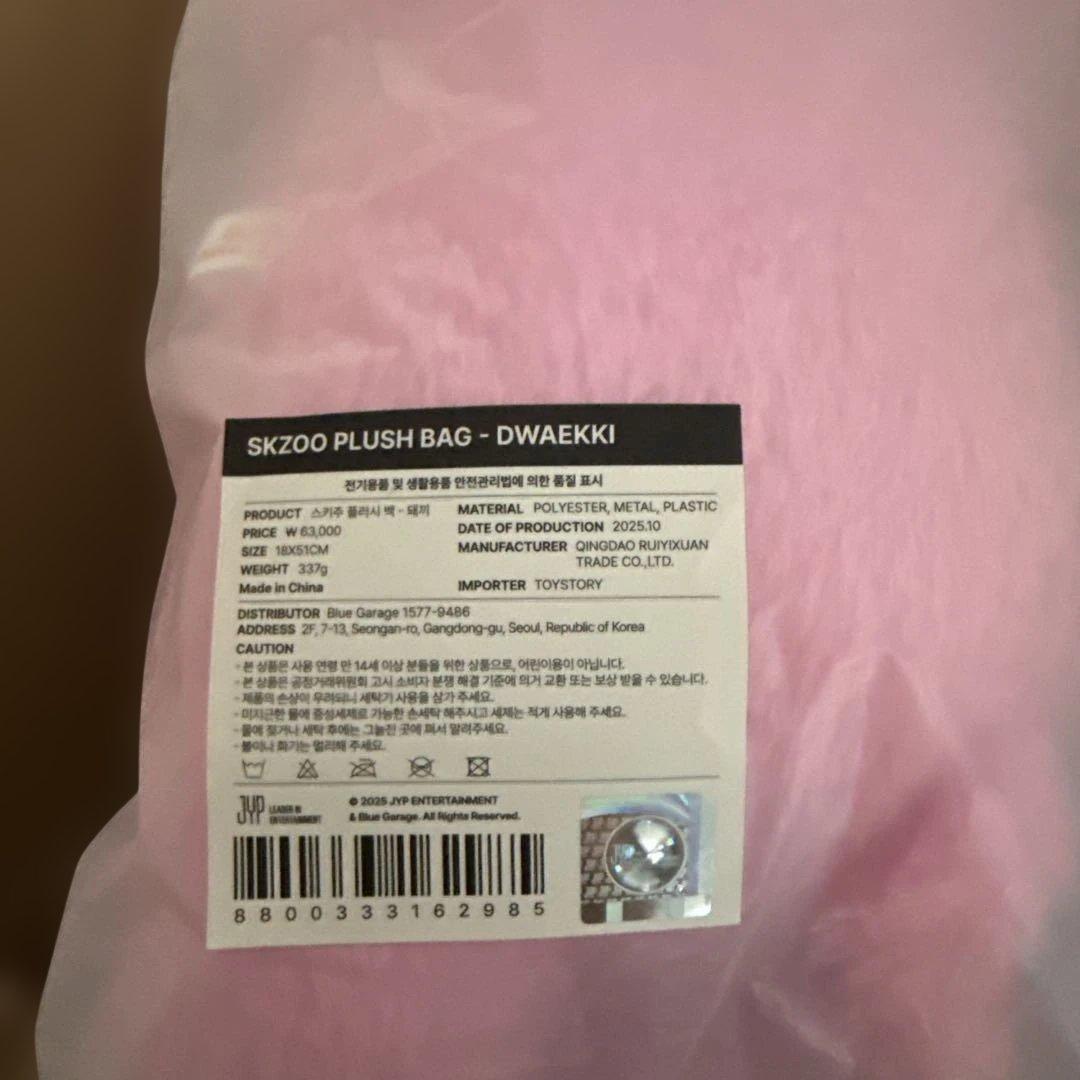 SKZOO PLUSH BAG - DWAEKKI
전기용품 및 생활용품 안전관리법에 의한 품질 표시
PRODUCT 스키주 플러시 백 - 돼끼
PRICE ₩ 63,000
SIZE 18X51CM
WEIGHT 337g
Made in China
MATERIAL POLYESTER, METAL, PLASTIC
DATE OF PRODUCTION 2025.10
MANUFACTURER QINGDAO RUIYIXUAN
TRADE CO.,LTD.
IMPORTER TOYSTORY
DISTRIBUTOR Blue Garage 1577-9486
ADDRESS 2F, 7-13, Seongan-ro, Gangdong-gu, Seoul, Republic of Korea
CAUTION
- 본 상품은 사용 연령 만 14세 이상 분들을 위한 상품으로, 어린이용이 아닙니다.
- 본 상품은 공정거래위원회 고시 소비자 분쟁 해결 기준에 의거 교환 또는 보상 받을 수 있습니다.
- 제품의 손상이 우려되니 세탁기 사용을 삼가 주세요.
- 미지근한 물에 중성세제로 가능한 손세탁 해주시고 세제는 적게 사용해 주세요.
- 물에 젖거나 세탁 후에는 그늘진 곳에 펴서 말려주세요.
- 불이나 화기는 멀리해 주세요.
JYP LEADER IN
ENTERTAINMENT
© 2025 JYP ENTERTAINMENT
& Blue Garage. All Rights Reserved.
8800333162985